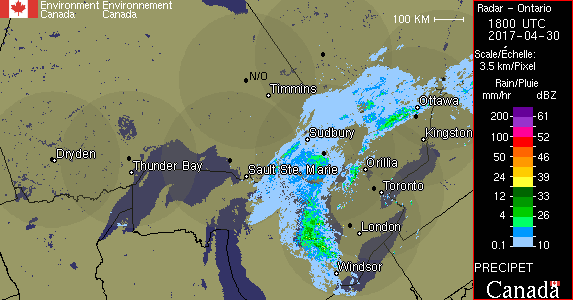 Environment Environnement
Canada Canada
100 KM
N/O
Timmins
Ottawa
Sudbury
Kingston
Dryden
Thunder Bay
Sault Ste. Marie
Orillia
Toronto
London
Windsor
Radar - Ontario
1800 UTC
2017-04-30
Scale/Échelle:
3.5 km/Pixel
Rain/Pluie
mm/hr dBZ
200 61
100 52
50 46
24 39
12 33
4 26
0.1 10
PRECIPET
Canada